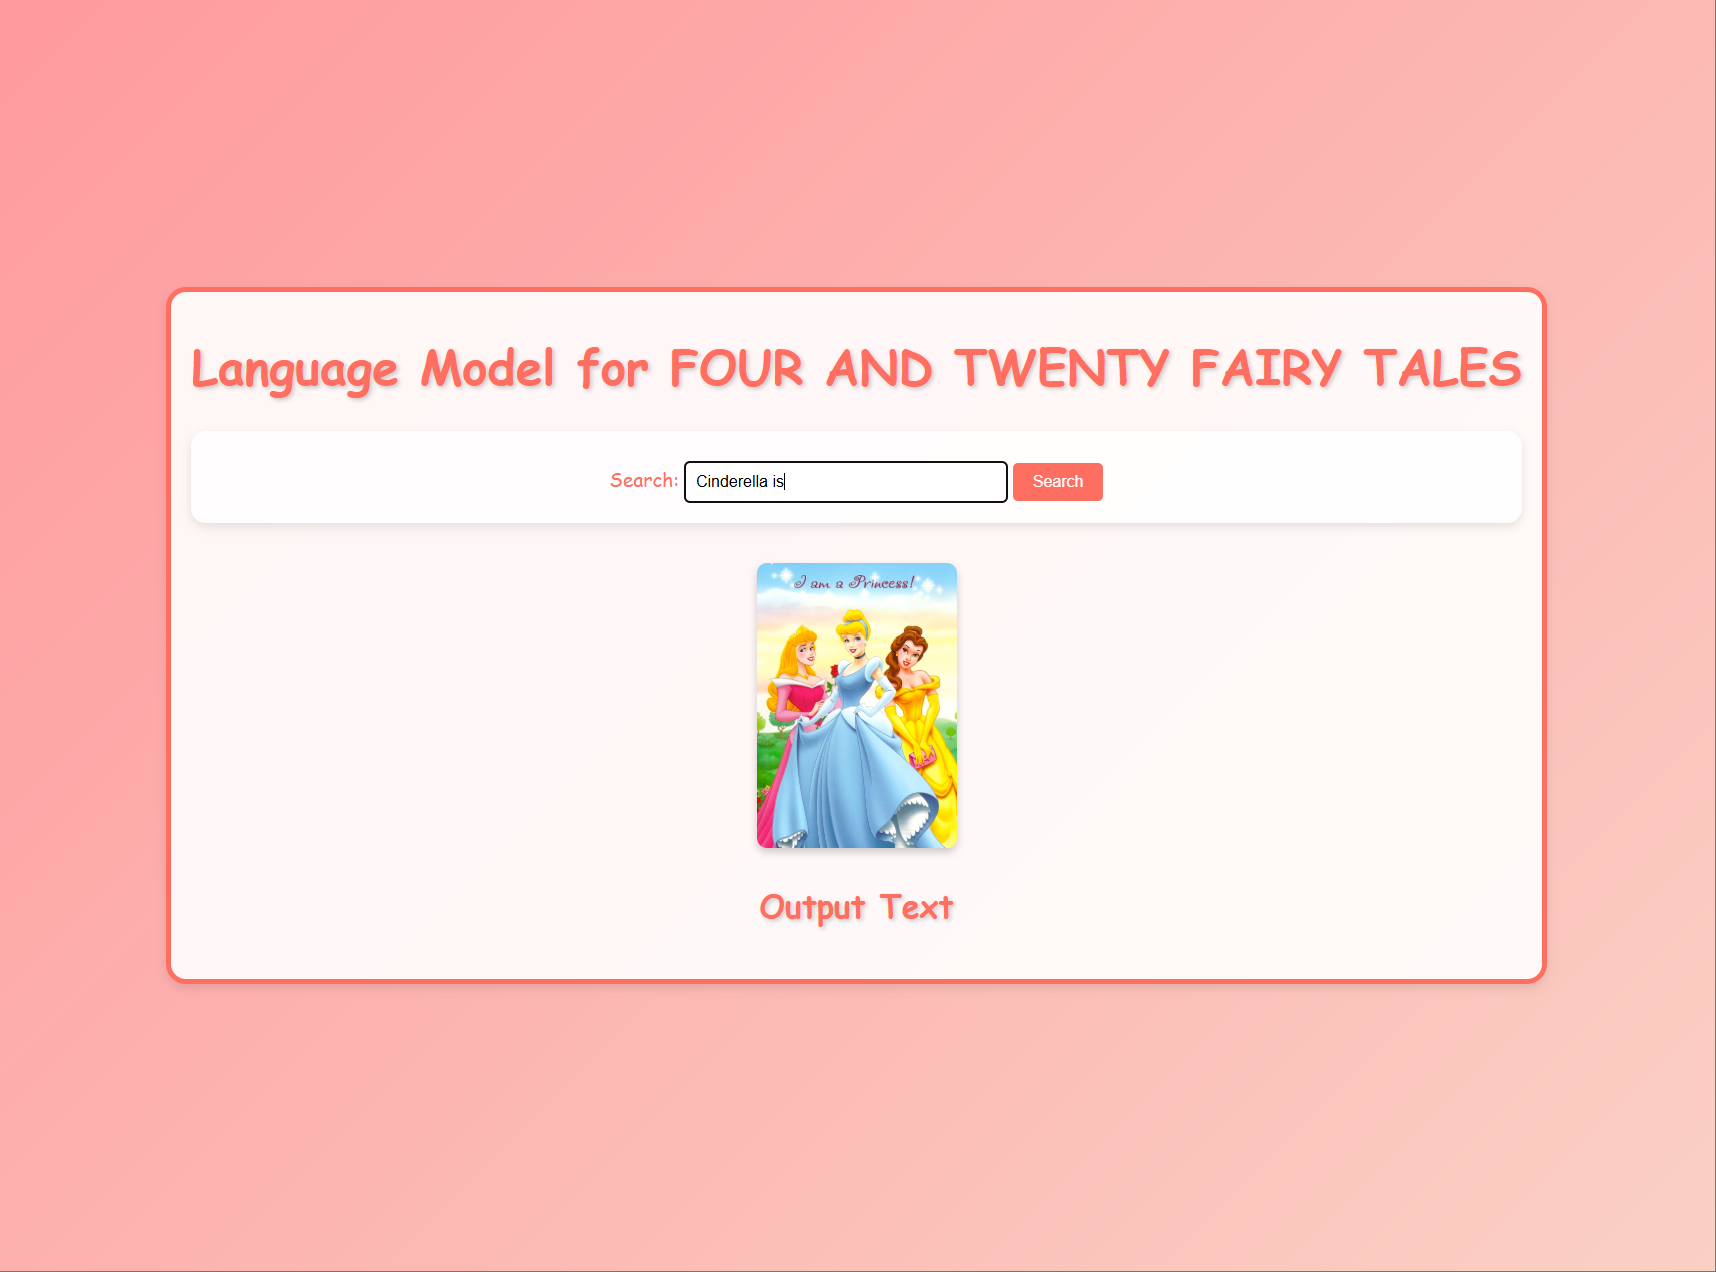 Language Model for FOUR AND TWENTY FAIRY TALES
Search: Cinderella is Search
I am a Princess!
Output Text